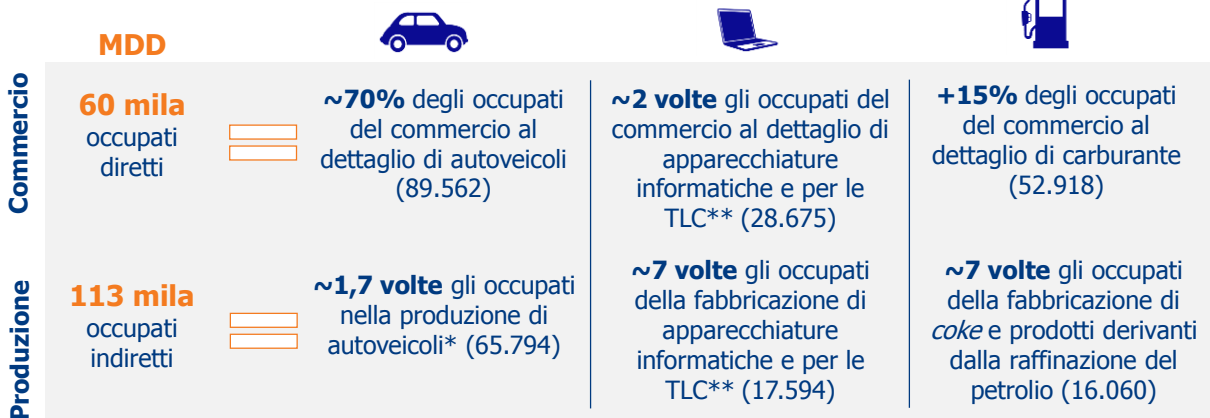 MDD
Commercio
60 mila
occupati
diretti
~70% degli occupati
del commercio al
dettaglio di autoveicoli
(89.562)
~2 volte gli occupati del
commercio al dettaglio di
apparecchiature
informatiche e per le
TLC** (28.675)
+15% degli occupati
del commercio al
dettaglio di carburante
(52.918)
Produzione
113 mila
occupati
indiretti
~1,7 volte gli occupati
nella produzione di
autoveicoli* (65.794)
~7 volte gli occupati
della fabbricazione di
apparecchiature
informatiche e per le
TLC** (17.594)
~7 volte gli occupati
della fabbricazione di
coke e prodotti derivanti
dalla raffinazione del
petrolio (16.060)